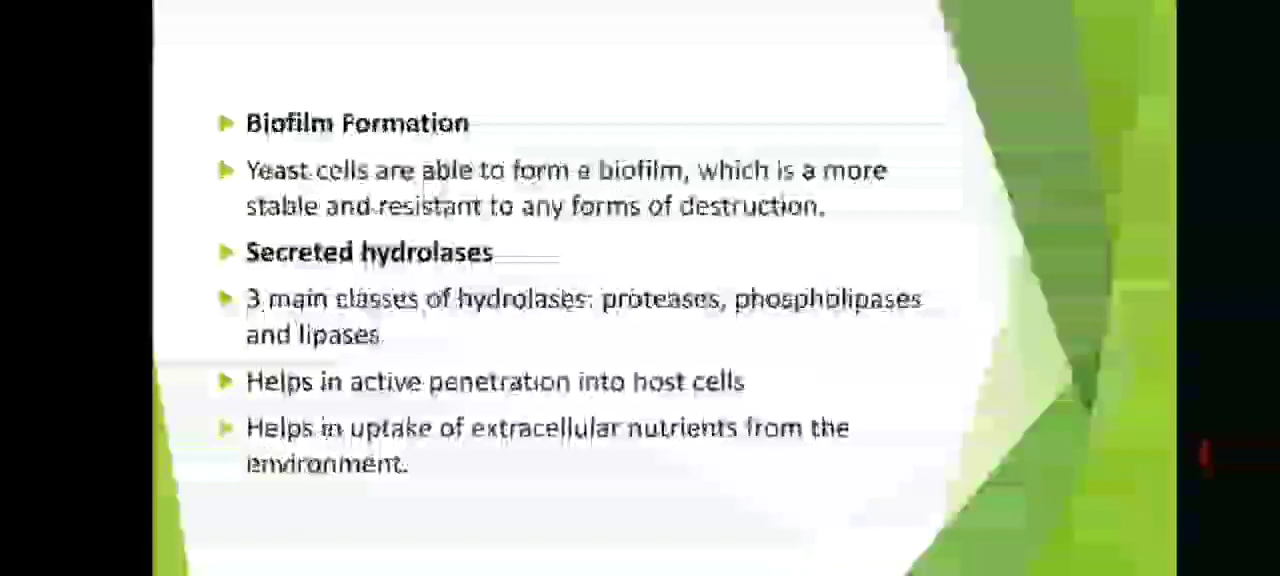 Biofilm Formation
Yeast cells are able to form a biofilm, which is a more
stable and resistant to any forms of destruction.
Secreted hydrolases
3 main classes of hydrolases: proteases, phospholipases
and lipases
Helps in active penetration into host cells
Helps in uptake of extracellular nutrients from the
environment.